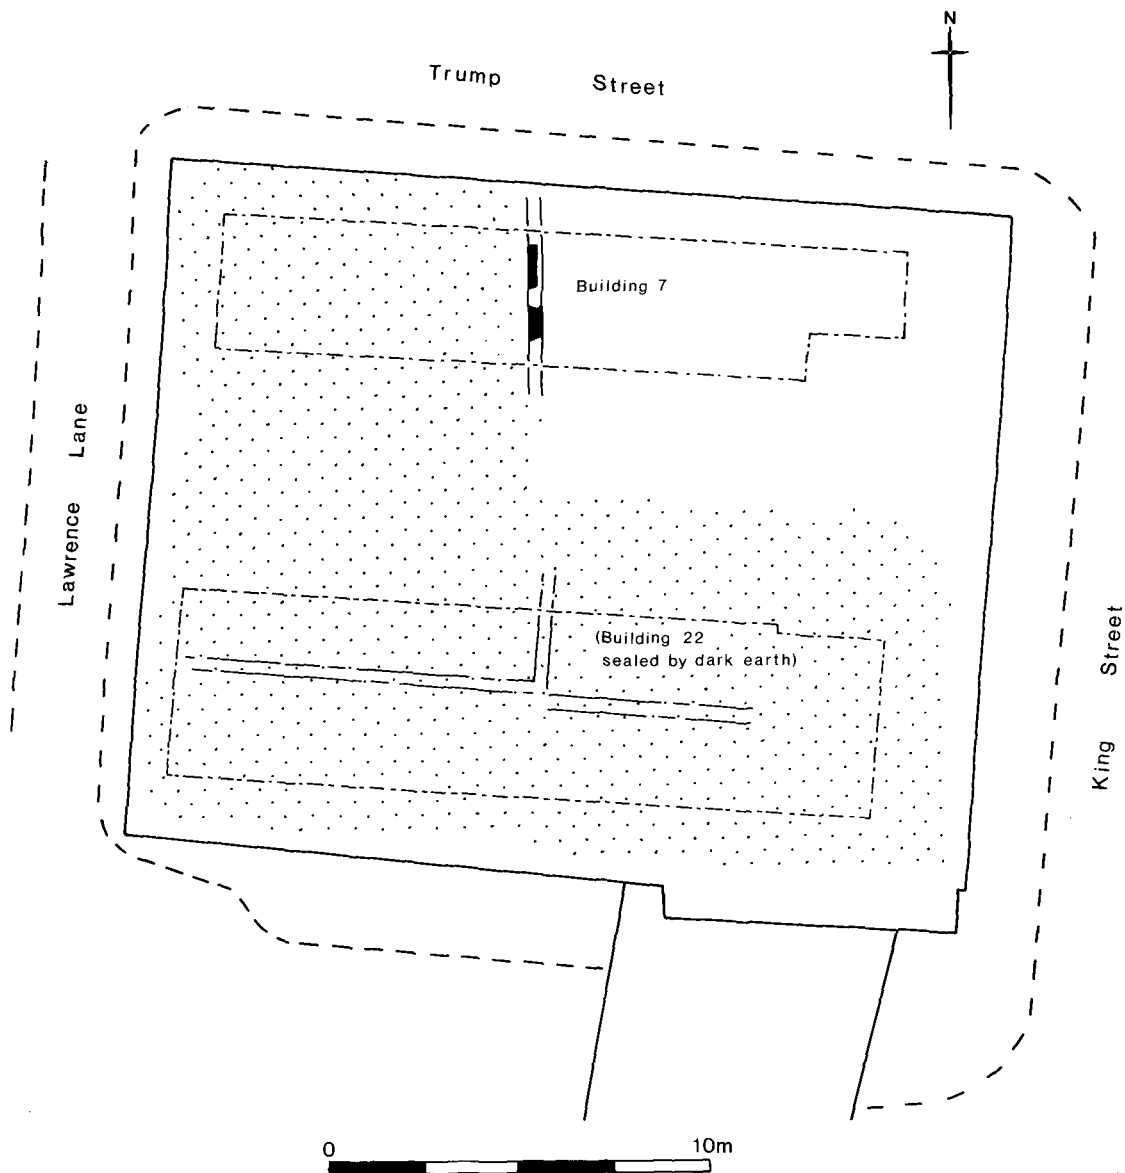 N
Trump Street
Building 7
Lawrence Lane
(Building 22
sealed by dark earth)
King Street
0 10m